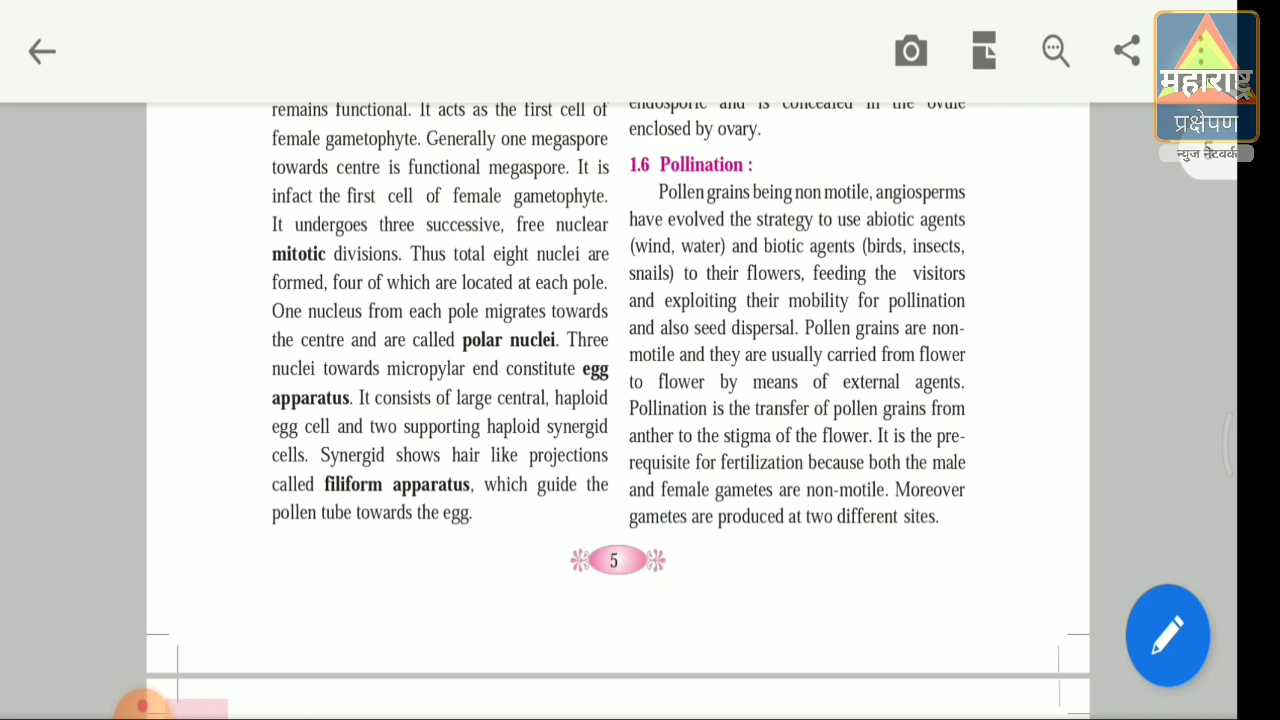 remains functional. It acts as the first cell of
female gametophyte. Generally one megaspore
towards centre is functional megaspore. It is
infact the first cell of female gametophyte.
It undergoes three successive, free nuclear
mitotic divisions. Thus total eight nuclei are
formed, four of which are located at each pole.
One nucleus from each pole migrates towards
the centre and are called polar nuclei. Three
nuclei towards micropylar end constitute egg
apparatus. It consists of large central, haploid
egg cell and two supporting haploid synergid
cells. Synergid shows hair like projections
called filiform apparatus, which guide the
pollen tube towards the egg.
endosporic and is concealed in the ovule
enclosed by ovary.
1.6 Pollination :
Pollen grains being non motile, angiosperms
have evolved the strategy to use abiotic agents
(wind, water) and biotic agents (birds, insects,
snails) to their flowers, feeding the visitors
and exploiting their mobility for pollination
and also seed dispersal. Pollen grains are non-
motile and they are usually carried from flower
to flower by means of external agents.
Pollination is the transfer of pollen grains from
anther to the stigma of the flower. It is the pre-
requisite for fertilization because both the male
and female gametes are non-motile. Moreover
gametes are produced at two different sites.
5
महाराष्ट्र
प्रक्षेपण
न्युज नेटवर्क